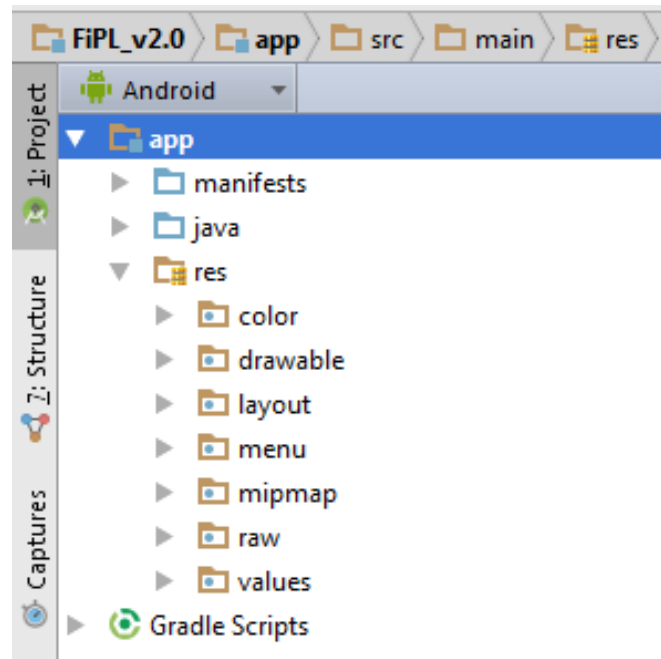 FiPL_v2.0 app src main res
1: Project
Android
app
manifests
java
res
color
drawable
layout
menu
mipmap
raw
values
Gradle Scripts
7: Structure
Captures